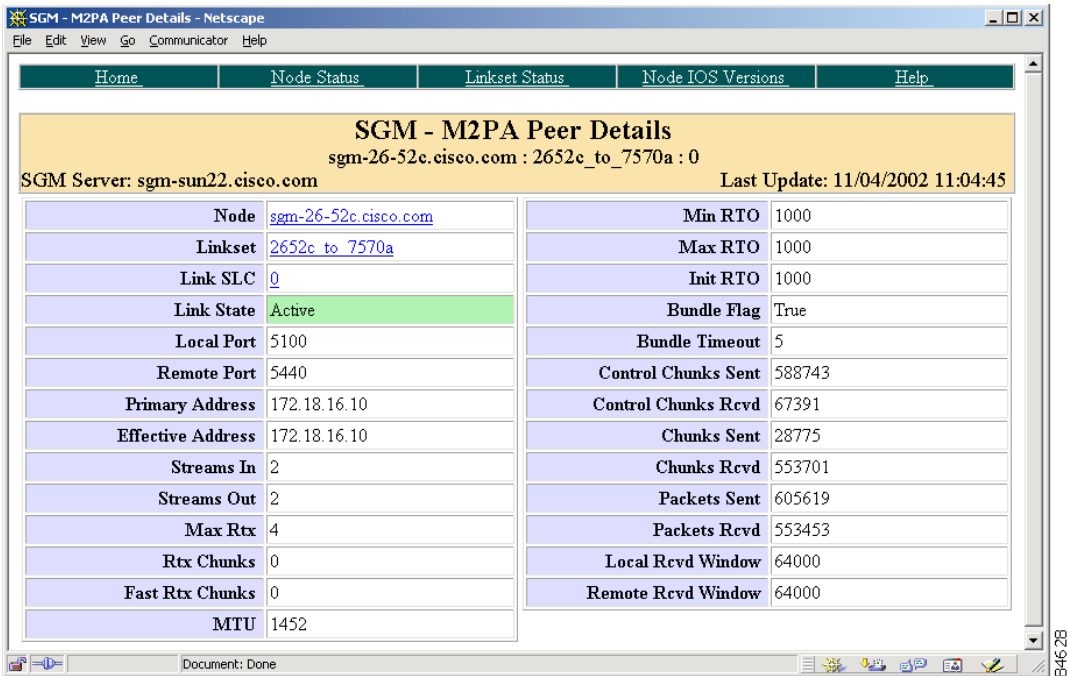 SGM - M2PA Peer Details - Netscape
File Edit View Go Communicator Help
Home Node Status Linkset Status Node IOS Versions Help
SGM - M2PA Peer Details
sgm-26-52c.cisco.com : 2652c_to_7570a : 0
SGM Server: sgm-sun22.cisco.com Last Update: 11/04/2002 11:04:45
Node sgm-26-52c.cisco.com
Linkset 2652c_to_7570a
Link SLC 0
Link State Active
Local Port 5100
Remote Port 5440
Primary Address 172.18.16.10
Effective Address 172.18.16.10
Streams In 2
Streams Out 2
Max Rtx 4
Rtx Chunks 0
Fast Rtx Chunks 0
MTU 1452
Min RTO 1000
Max RTO 1000
Init RTO 1000
Bundle Flag True
Bundle Timeout 5
Control Chunks Sent 588743
Control Chunks Rcvd 67391
Chunks Sent 28775
Chunks Rcvd 553701
Packets Sent 605619
Packets Rcvd 553453
Local Rcvd Window 64000
Remote Rcvd Window 64000
Document: Done
84628